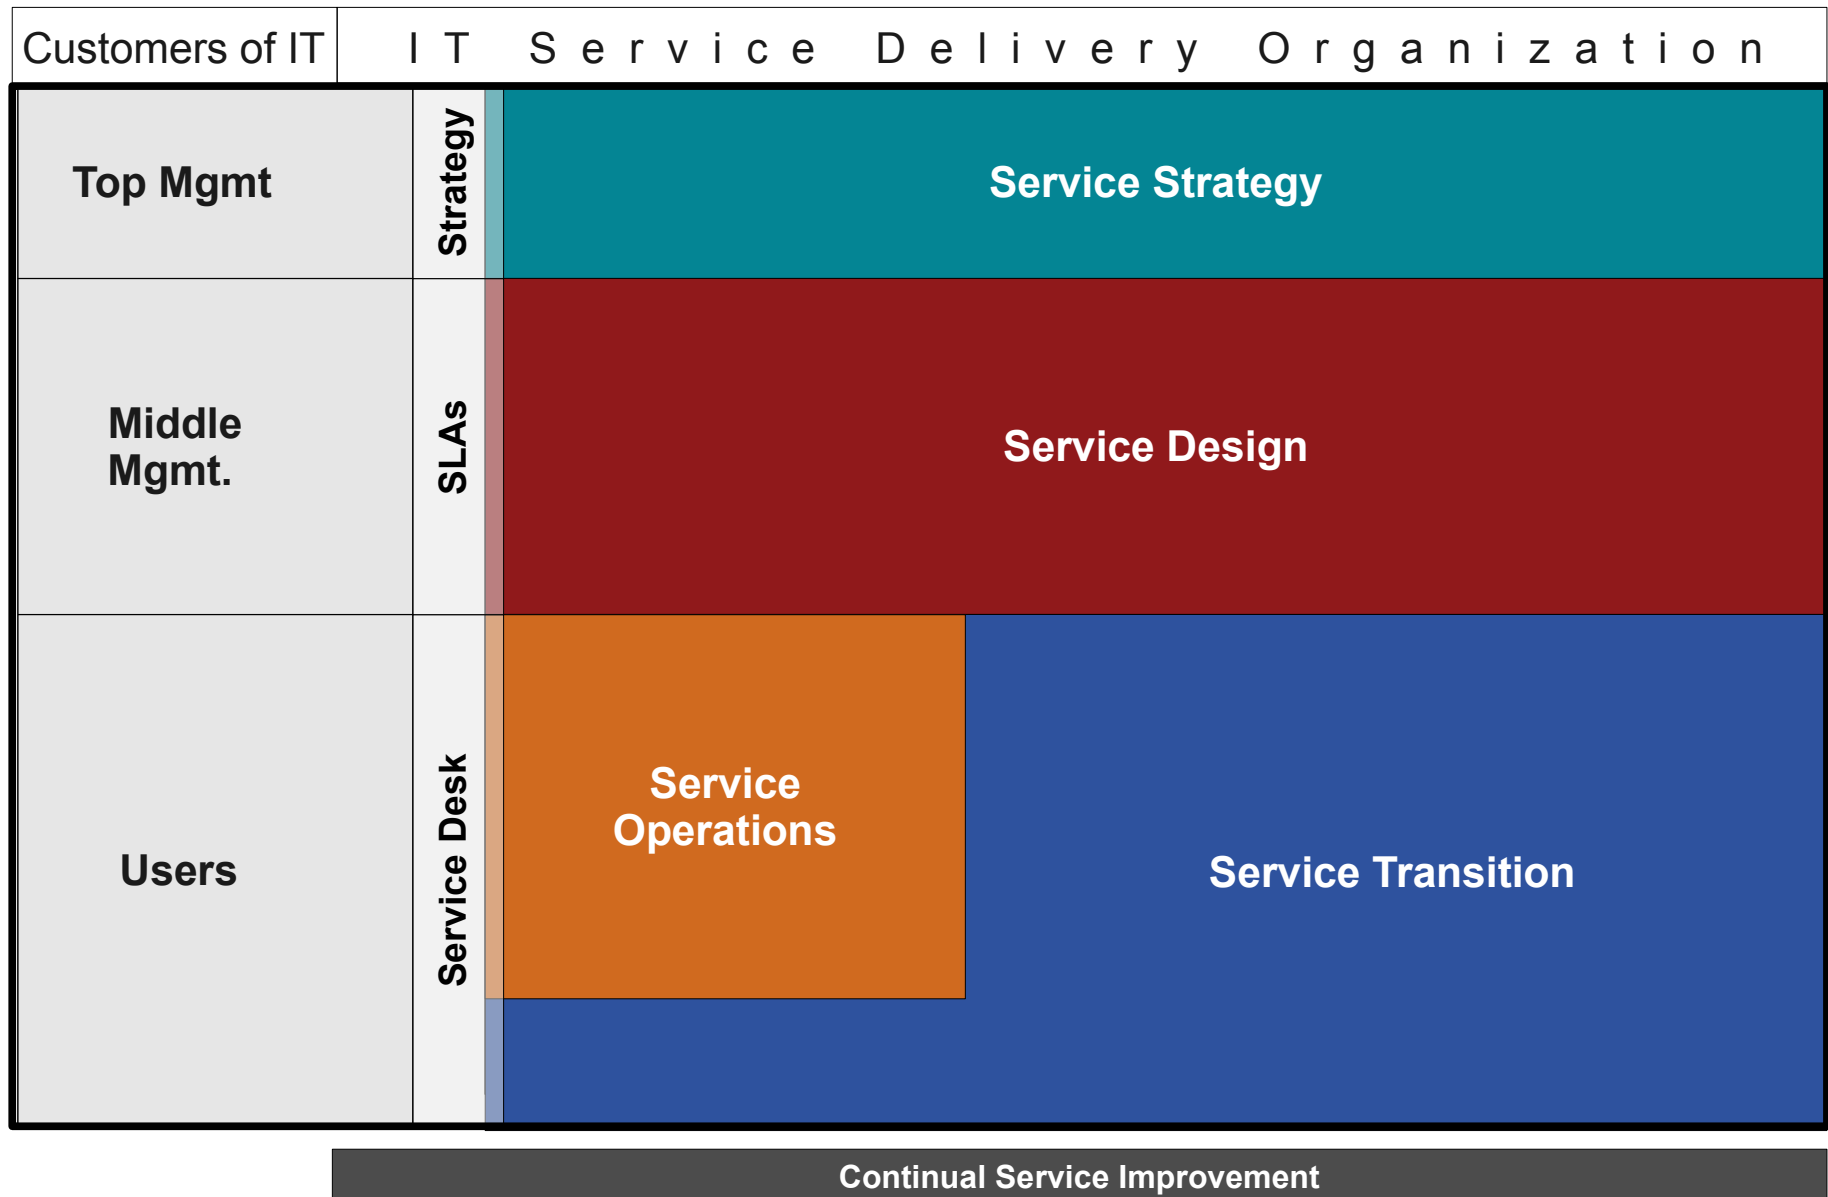 Customers of IT
IT Service Delivery Organization
Top Mgmt
Strategy
Service Strategy
Middle
Mgmt.
SLAs
Service Design
Users
Service Desk
Service
Operations
Service Transition
Continual Service Improvement